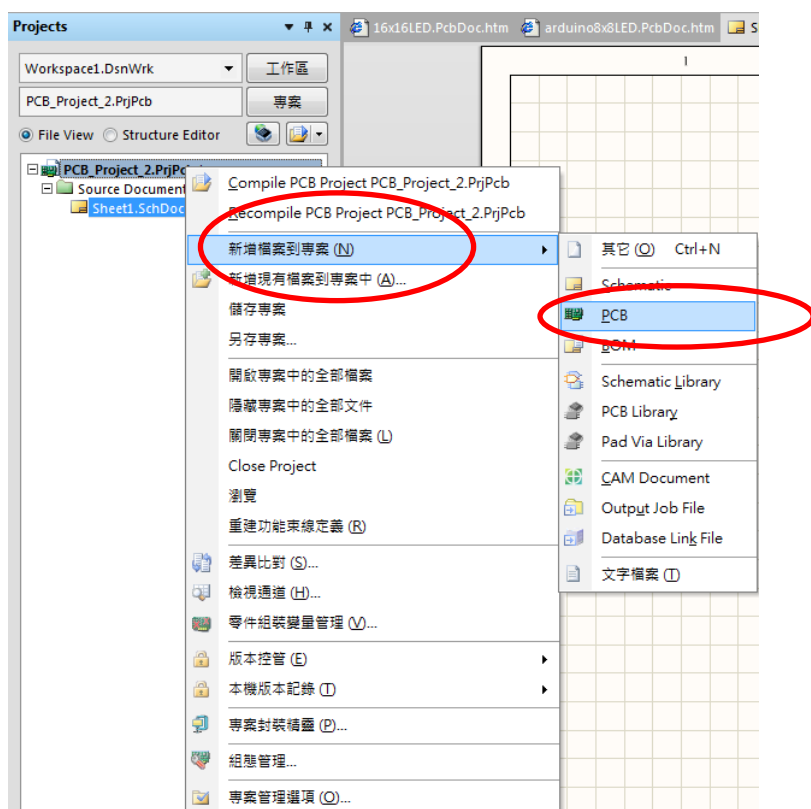 Projects
16x16LED.PcbDoc.htm
arduino8x8LED.PcbDoc.htm
S
Workspace1.DsnWrk
工作區
PCB_Project_2.PrjPcb
專案
File View
Structure Editor
1
PCB_Project_2.PrjPc
Source Document
Sheet1.SchDoc
Compile PCB Project PCB_Project_2.PrjPcb
Recompile PCB Project PCB_Project_2.PrjPcb
新增檔案到專案 (N)
新增現有檔案到專案中 (A)...
儲存專案
另存專案...
開啟專案中的全部檔案
隱藏專案中的全部文件
關閉專案中的全部檔案 (L)
Close Project
瀏覽
重建功能束線定義 (R)
差異比對 (S)...
檢視通道 (H)...
零件組裝變量管理 (V)...
版本控管 (E)
本機版本記錄 (T)
專案封裝精靈 (P)...
組態管理...
專案管理選項 (O)...
其它 (O) Ctrl+N
Schematic
PCB
BOM
Schematic Library
PCB Library
Pad Via Library
CAM Document
Output Job File
Database Link File
文字檔案 (T)